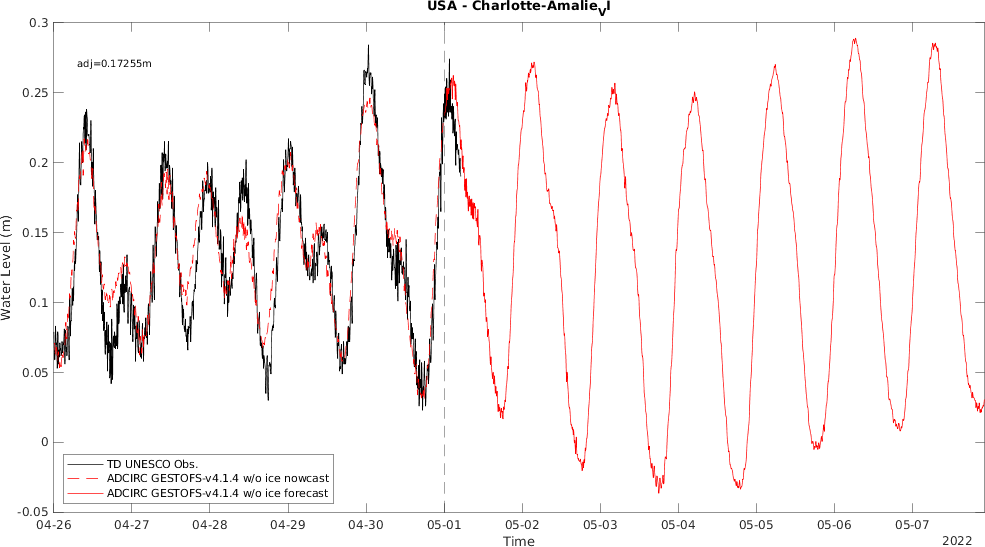 USA - Charlotte-AmalieVI
adj=0.17255m
0.3
0.25
0.2
0.15
0.1
0.05
0
-0.05
Water Level (m)
TD UNESCO Obs.
ADCIRC GESTOFS-v4.1.4 w/o ice nowcast
ADCIRC GESTOFS-v4.1.4 w/o ice forecast
04-26 04-27 04-28 04-29 04-30 05-01 05-02 05-03 05-04 05-05 05-06 05-07
Time
2022